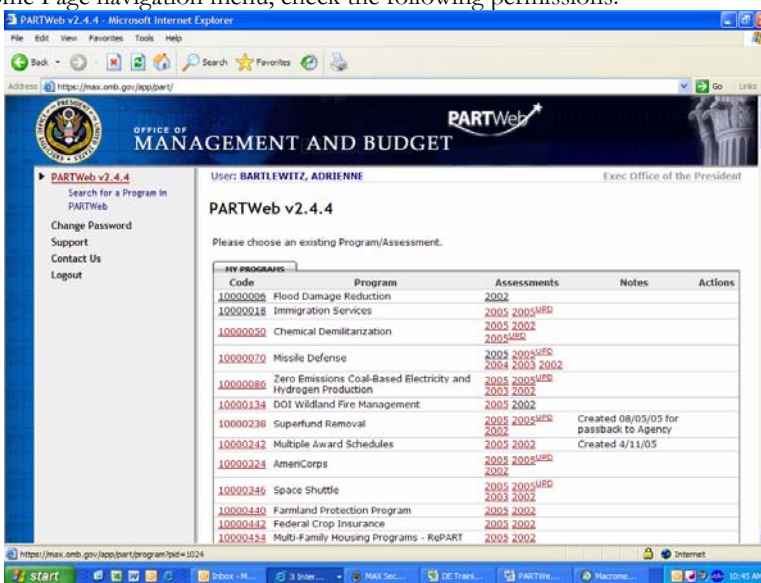 ome Page navigation menu, check the following permissions.
PARTWeb v2.4.4 - Microsoft Internet Explorer
File Edit View Favorites Tools Help
Back Search Favorites
Address https://max.omb.gov/app/part/ Go Links
OFFICE OF
MANAGEMENT AND BUDGET
PARTWeb
PARTWeb v2.4.4
Search for a Program in
PARTWeb
Change Password
Support
Contact Us
Logout
User: BARTLEWITZ, ADRIENNE Exec Office of the President
PARTWeb v2.4.4
Please choose an existing Program/Assessment.
MY PROGRAMS
Code Program Assessments Notes Actions
10000006 Flood Damage Reduction 2002
10000018 Immigration Services 2005 2005UPD
10000050 Chemical Demilitarization 2005 2002
2005UPD
10000070 Missile Defense 2005 2005UPD
2004 2003 2002
10000086 Zero Emissions Coal-Based Electricity and 2005 2005UPD
Hydrogen Production 2003 2002
10000134 DOI Wildland Fire Management 2005 2002
10000238 Superfund Removal 2005 2005UPD Created 08/05/05 for
2002 passback to Agency
10000242 Multiple Award Schedules 2005 2002 Created 4/11/05
10000324 AmeriCorps 2005 2005UPD
2002
10000346 Space Shuttle 2005 2005UPD
2003 2002
10000440 Farmland Protection Program 2005 2002
10000442 Federal Crop Insurance 2005 2002
10000454 Multi-Family Housing Programs - RePART 2005 2002
https://max.omb.gov/app/part/program?pid=1024 Internet
start Inbox - M... 3 Inter... MAX Sec... DE Traini... PARTWe... Macrome... 10:45 AM